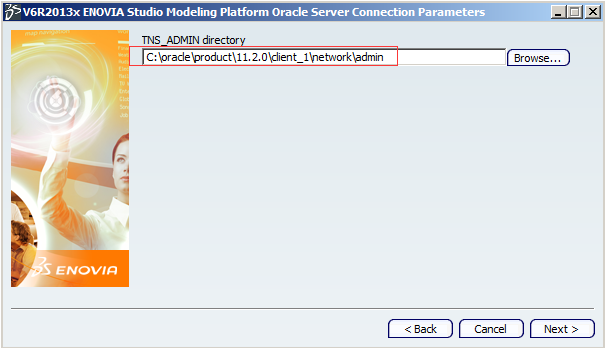 V6R2013x ENOVIA Studio Modeling Platform Oracle Server Connection Parameters
TNS_ADMIN directory
C:\oracle\product\11.2.0\client_1\network\admin
Browse...
ENOVIA
< Back
Cancel
Next >